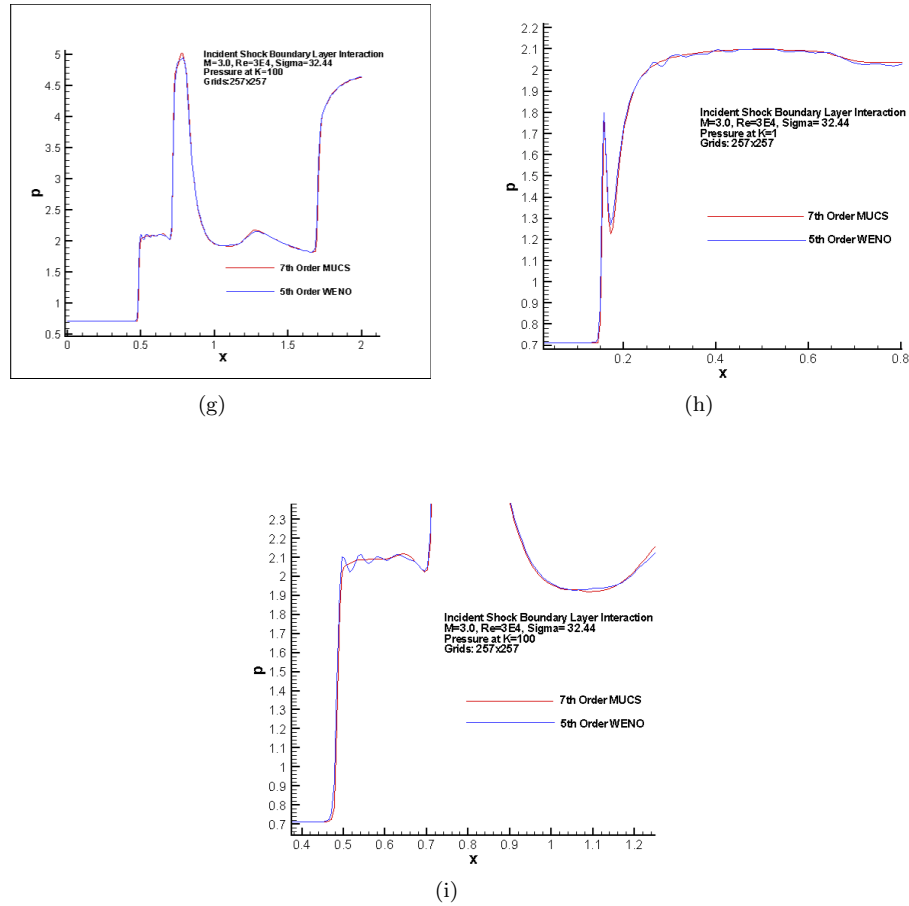 5
4.5
4
3.5
3
2.5
2
1.5
1
0.5
p
Incident Shock Boundary Layer Interaction
M=3.0, Re=3E4, Sigma=32.44
Pressure at K=100
Grids:257x257
7th Order MUCS
5th Order WENO
0 0.5 1 1.5 2
x
(g)
2.2
2.1
2
1.9
1.8
1.7
1.6
1.5
1.4
1.3
1.2
1.1
1
0.9
0.8
0.7
p
Incident Shock Boundary Layer Interaction
M=3.0, Re=3E4, Sigma= 32.44
Pressure at K=1
Grids: 257x257
7th Order MUCS
5th Order WENO
0.2 0.4 0.6 0.8
x
(h)
2.3
2.2
2.1
2
1.9
1.8
1.7
1.6
1.5
1.4
1.3
1.2
1.1
1
0.9
0.8
0.7
p
Incident Shock Boundary Layer Interaction
M=3.0, Re=3E4, Sigma= 32.44
Pressure at K=100
Grids: 257x257
7th Order MUCS
5th Order WENO
0.4 0.5 0.6 0.7 0.8 0.9 1 1.1 1.2
x
(i)